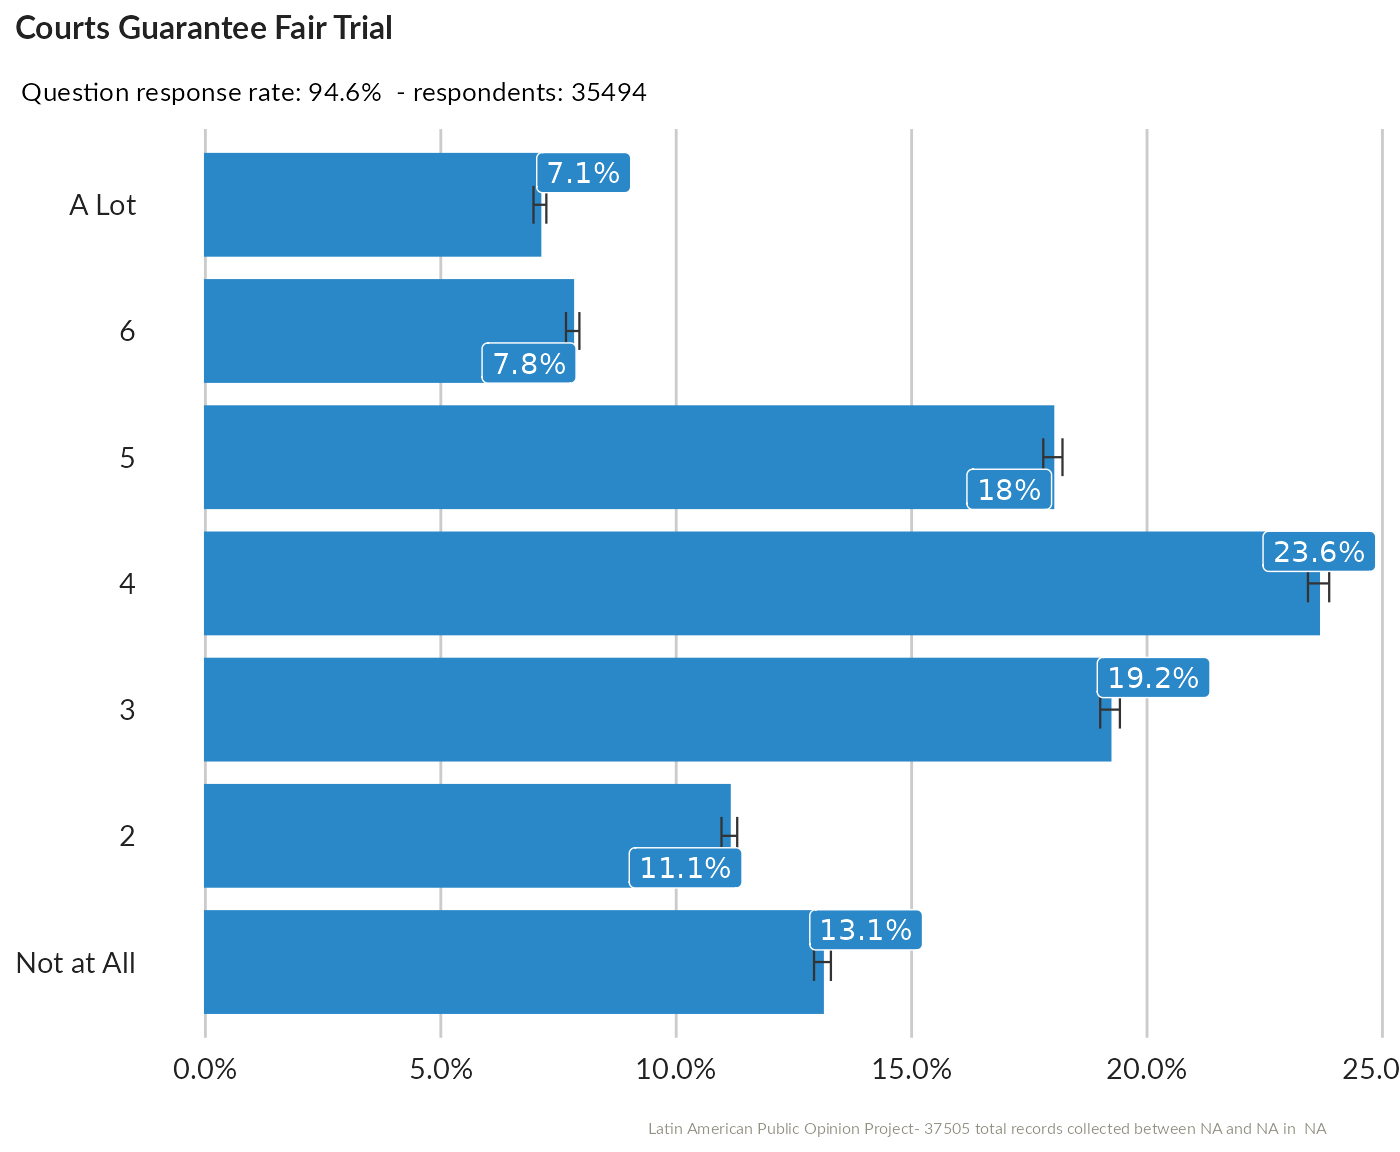 Courts Guarantee Fair Trial
Question response rate: 94.6% - respondents: 35494
A Lot 7.1%
6 7.8%
5 18%
4 23.6%
3 19.2%
2 11.1%
Not at All 13.1%
0.0% 5.0% 10.0% 15.0% 20.0% 25.0
Latin American Public Opinion Project- 37505 total records collected between NA and NA in NA